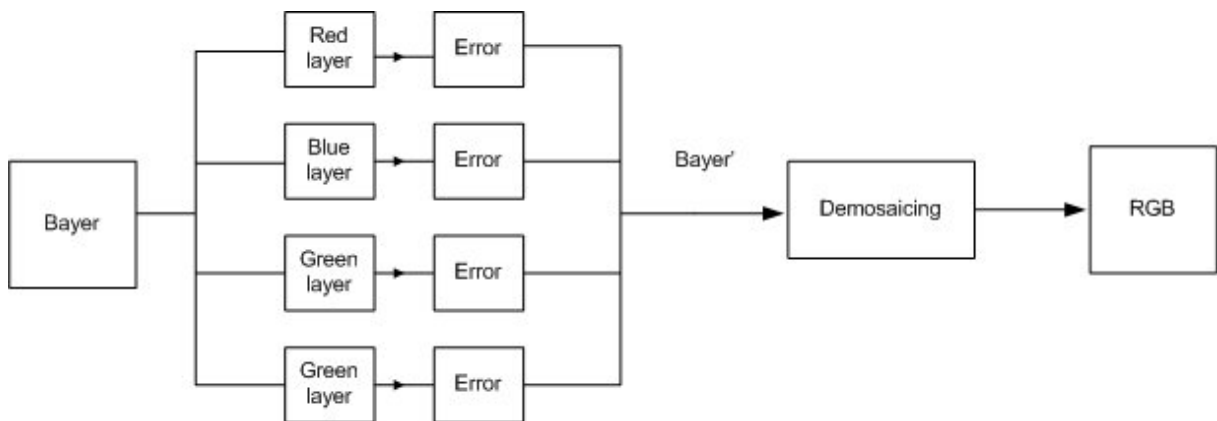 Bayer
Red
layer
Error
Blue
layer
Error
Green
layer
Error
Green
layer
Error
Bayer’
Demosaicing
RGB